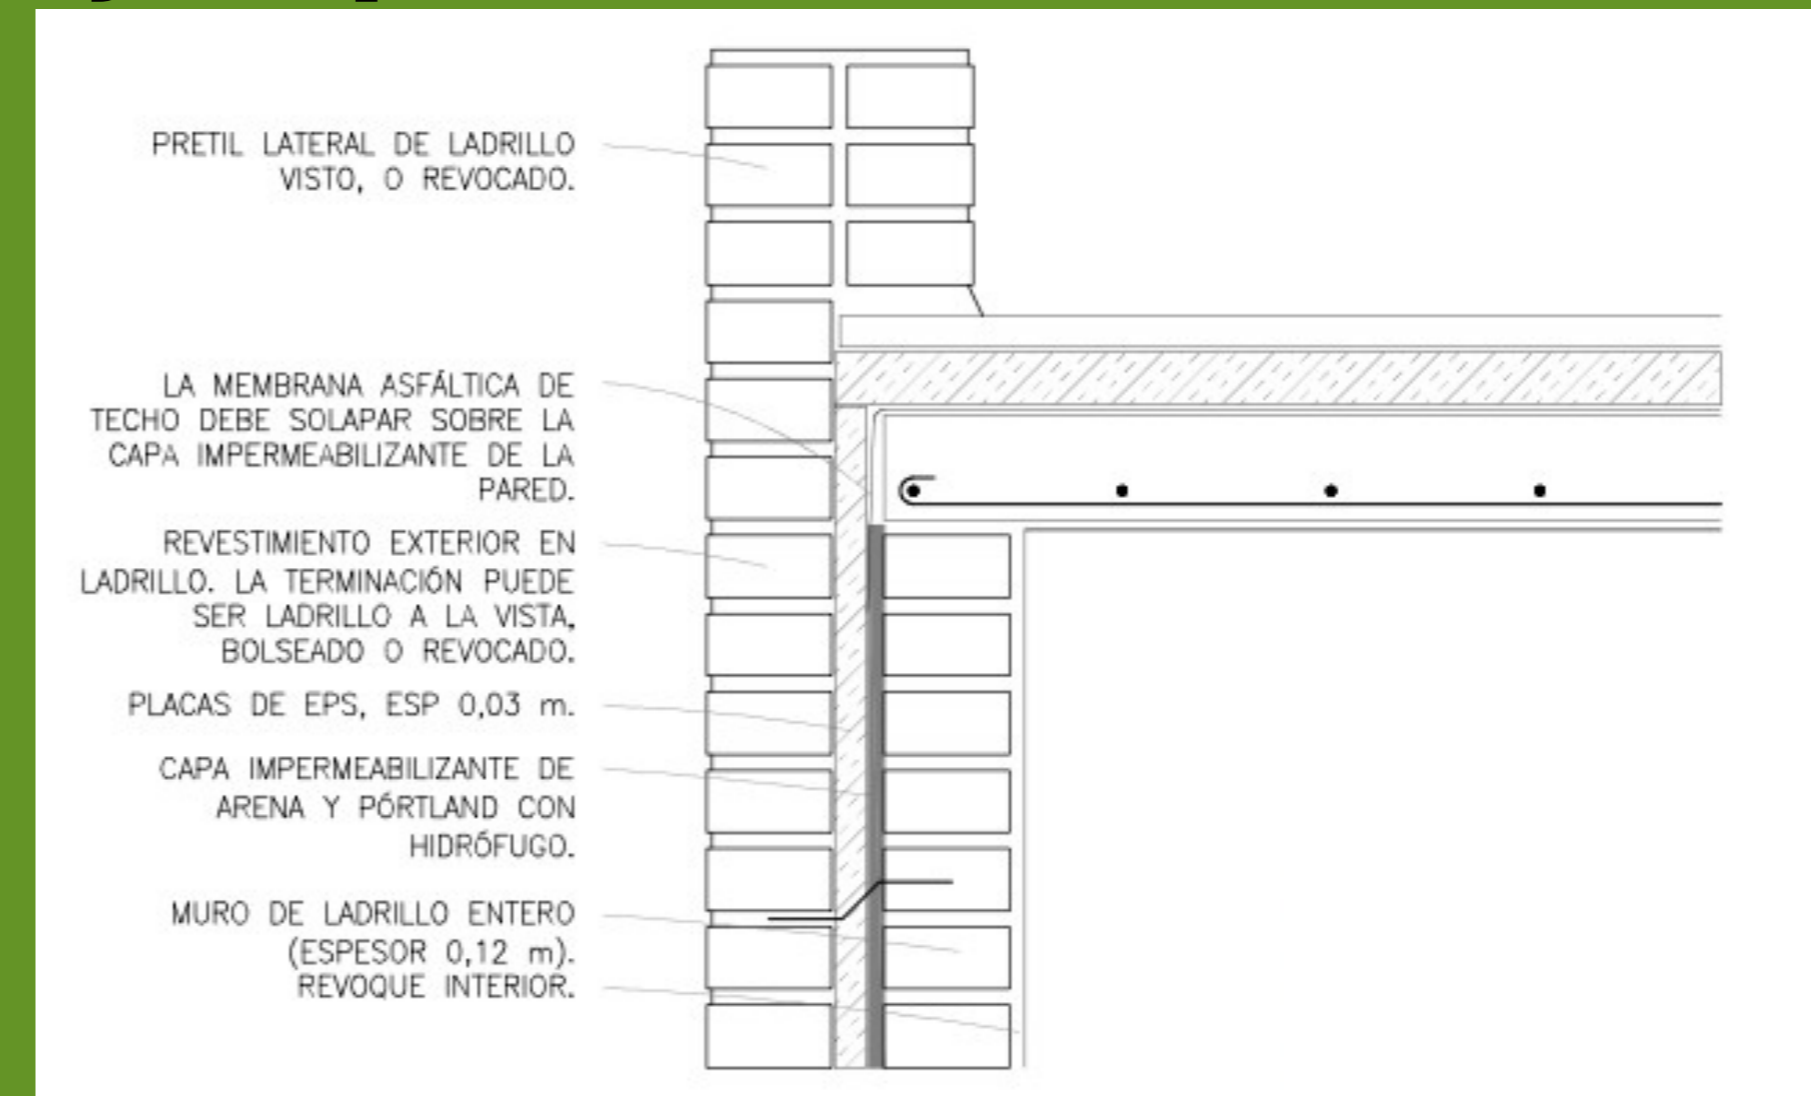 PRETIL LATERAL DE LADRILLO
VISTO, O REVOCADO.
LA MEMBRANA ASFÁLTICA DE
TECHO DEBE SOLAPAR SOBRE LA
CAPA IMPERMEABILIZANTE DE LA
PARED.
REVESTIMIENTO EXTERIOR EN
LADRILLO. LA TERMINACIÓN PUEDE
SER LADRILLO A LA VISTA,
BOLSEADO O REVOCADO.
PLACAS DE EPS, ESP 0,03 m.
CAPA IMPERMEABILIZANTE DE
ARENA Y PÓRTLAND CON
HIDRÓFUGO.
MURO DE LADRILLO ENTERO
(ESPESOR 0,12 m).
REVOQUE INTERIOR.